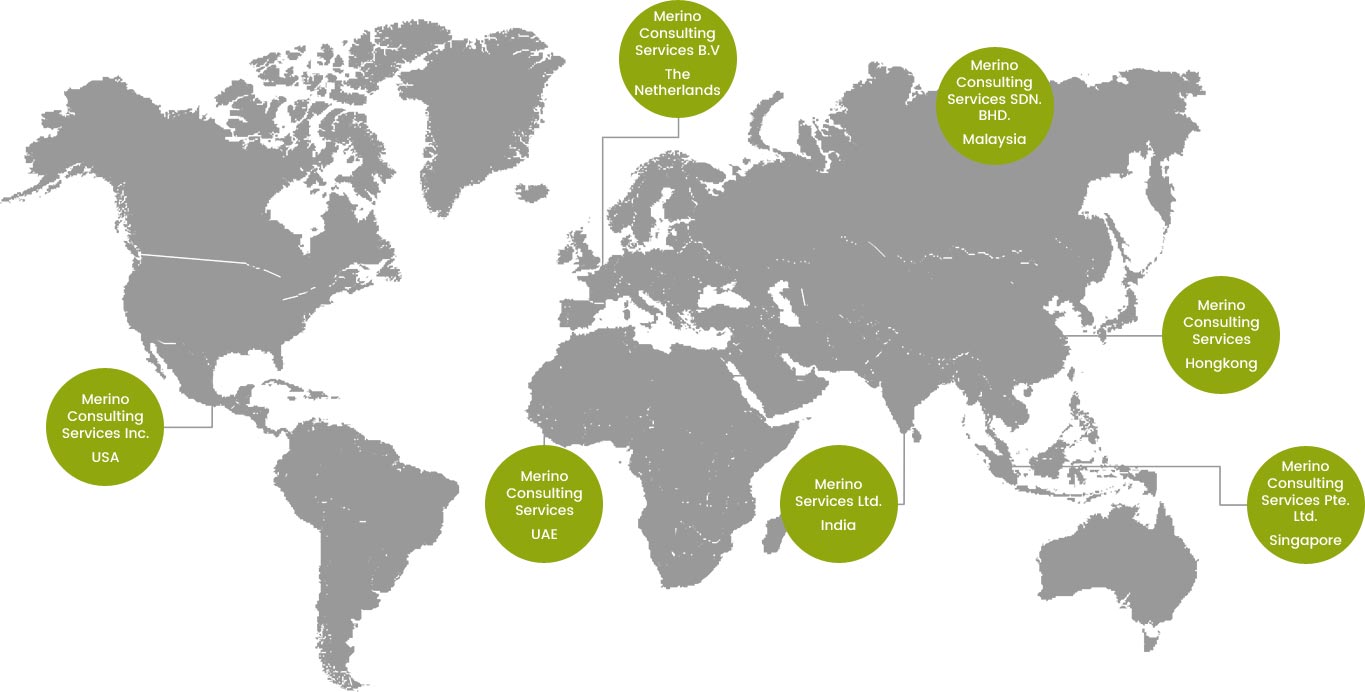 Merino
Consulting
Services B.V
The
Netherlands
Merino
Consulting
Services SDN.
BHD.
Malaysia
Merino
Consulting
Services
Hongkong
Merino
Consulting
Services Inc.
USA
Merino
Consulting
Services
UAE
Merino
Services Ltd.
India
Merino
Consulting
Services Pte.
Ltd.
Singapore